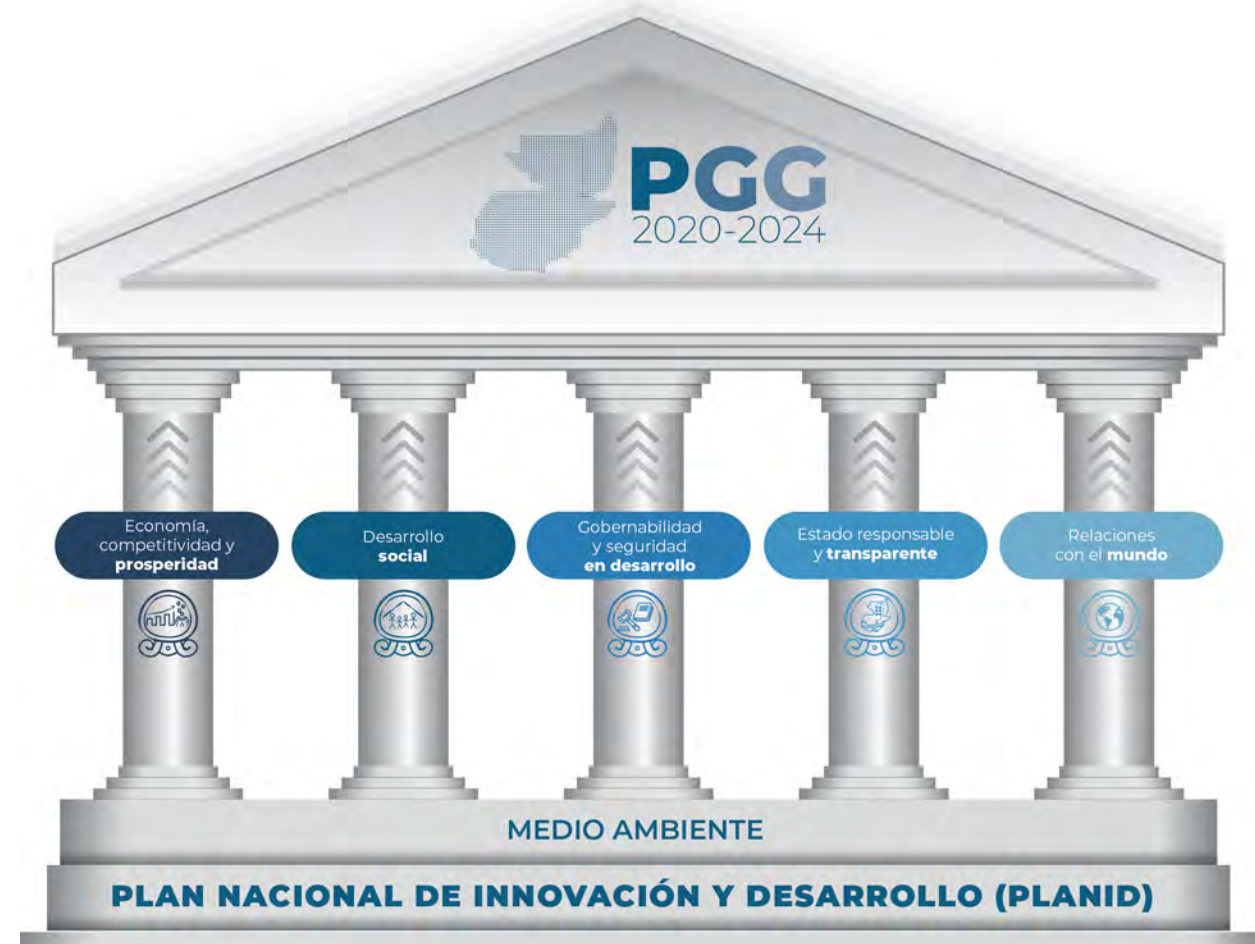 PGG
2020-2024
Economía,
competitividad y
prosperidad
Desarrollo
social
Gobernabilidad
y seguridad
en desarrollo
Estado responsable
y transparente
Relaciones
con el mundo
MEDIO AMBIENTE
PLAN NACIONAL DE INNOVACIÓN Y DESARROLLO (PLANID)